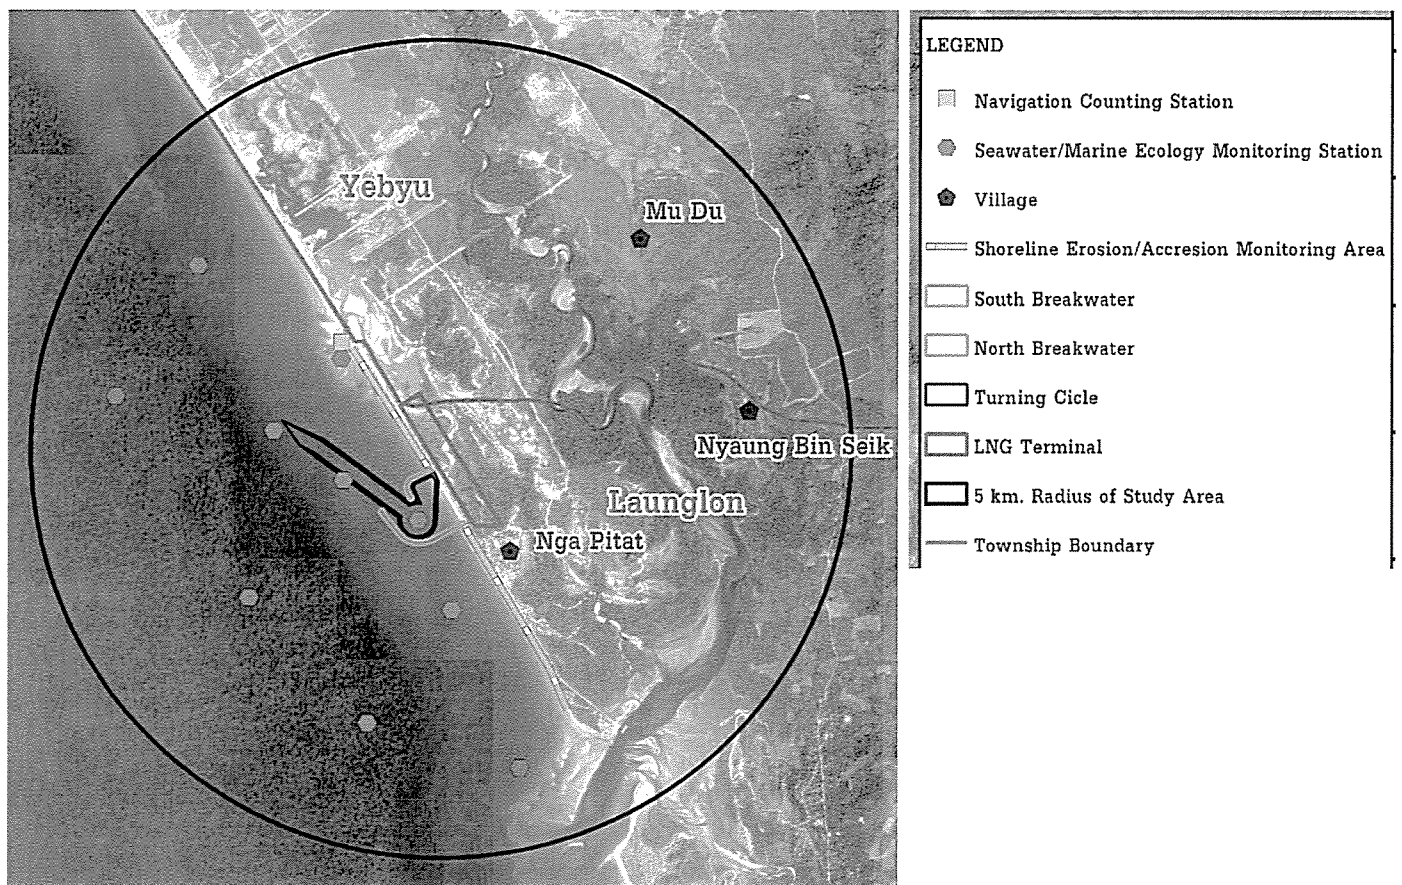 Yebyu
Mu Du
Nyaung Bin Seik
Launglon
Nga Pitat
LEGEND
Navigation Counting Station
Seawater/Marine Ecology Monitoring Station
Village
Shoreline Erosion/Accresion Monitoring Area
South Breakwater
North Breakwater
Turning Cicle
LNG Terminal
5 km. Radius of Study Area
Township Boundary